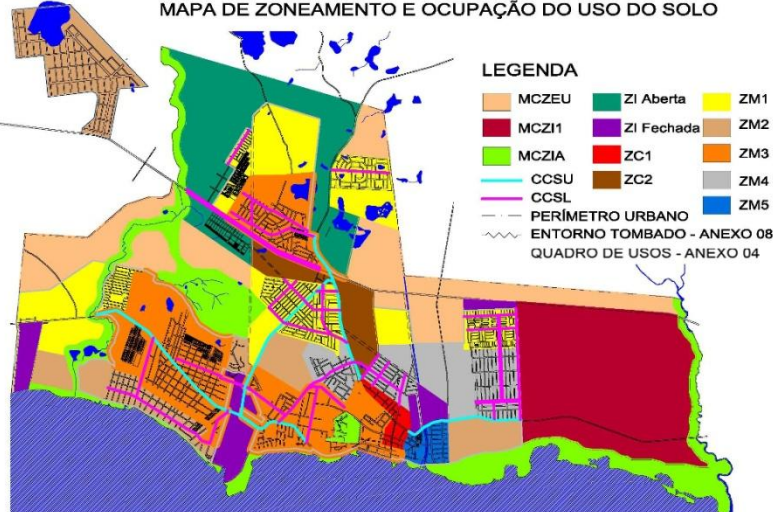 MAPA DE ZONEAMENTO E OCUPAÇÃO DO USO DO SOLO
LEGENDA
MCZEU
MCZI1
MCZIA
CCSU
CCSL
ZI Aberta
ZI Fechada
ZC1
ZC2
ZM1
ZM2
ZM3
ZM4
ZM5
PERÍMETRO URBANO
ENTORNO TOMBADO - ANEXO 08
QUADRO DE USOS - ANEXO 04